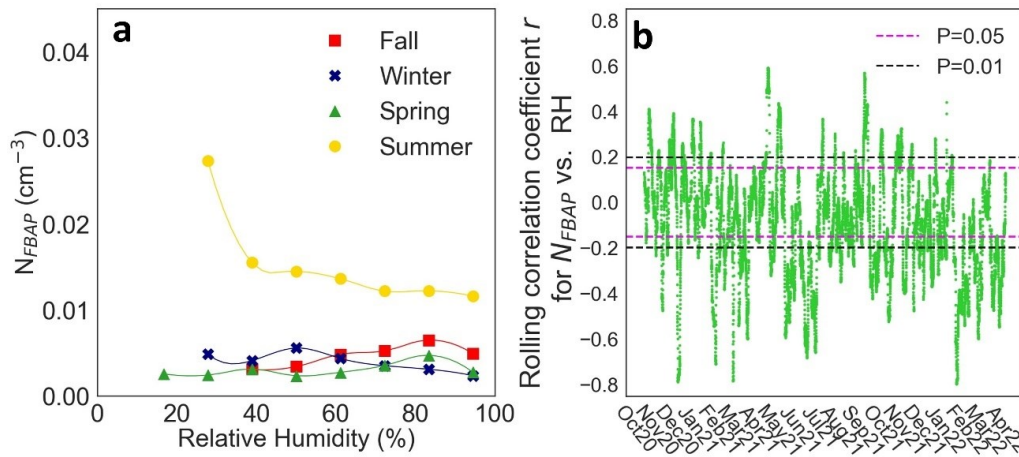 a
N_FBAP (cm⁻³)
0.04
0.03
0.02
0.01
0.00
0
20
40
60
80
100
Relative Humidity (%)
Fall
Winter
Spring
Summer
b
Rolling correlation coefficient r
for N_FBAP vs. RH
0.8
0.6
0.4
0.2
0.0
−0.2
−0.4
−0.6
−0.8
P=0.05
P=0.01
Oct20
Nov20
Dec20
Jan21
Feb21
Mar21
Apr21
May21
Jun21
Jul21
Aug21
Sep21
Oct21
Nov21
Dec21
Jan22
Feb22
Mar22
Apr22